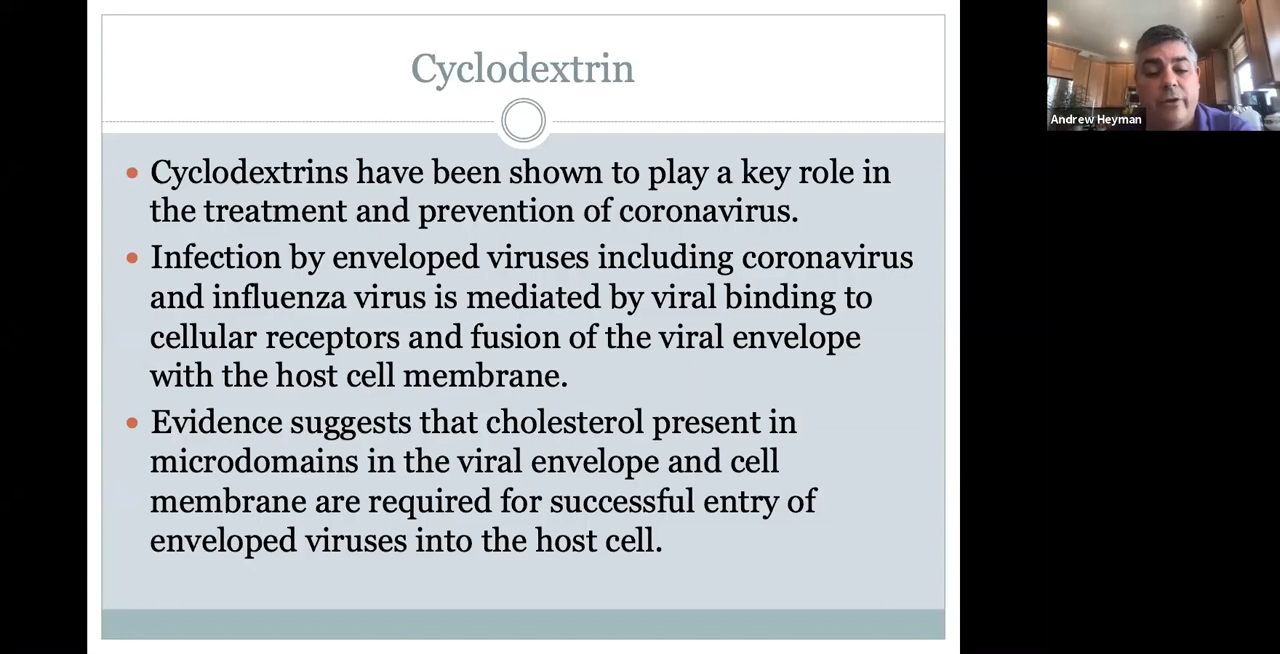 Cyclodextrin
Cyclodextrins have been shown to play a key role in
the treatment and prevention of coronavirus.
Infection by enveloped viruses including coronavirus
and influenza virus is mediated by viral binding to
cellular receptors and fusion of the viral envelope
with the host cell membrane.
Evidence suggests that cholesterol present in
microdomains in the viral envelope and cell
membrane are required for successful entry of
enveloped viruses into the host cell.
Andrew Heyman